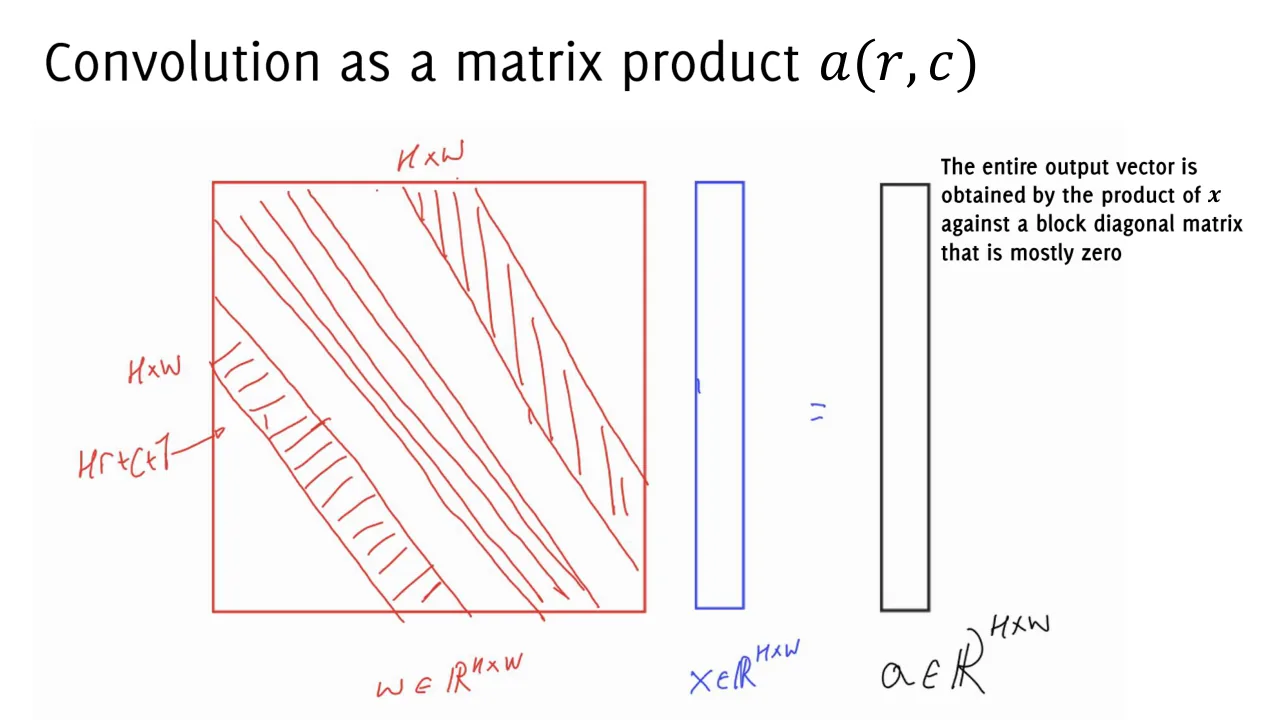 Convolution as a matrix product a(r, c)
H×W
The entire output vector is
obtained by the product of x
against a block diagonal matrix
that is mostly zero
H×W
Hr+c+1
=
w ∈ ℝ^H×W
x∈ℝ^H×W
a∈ℝ^H×W